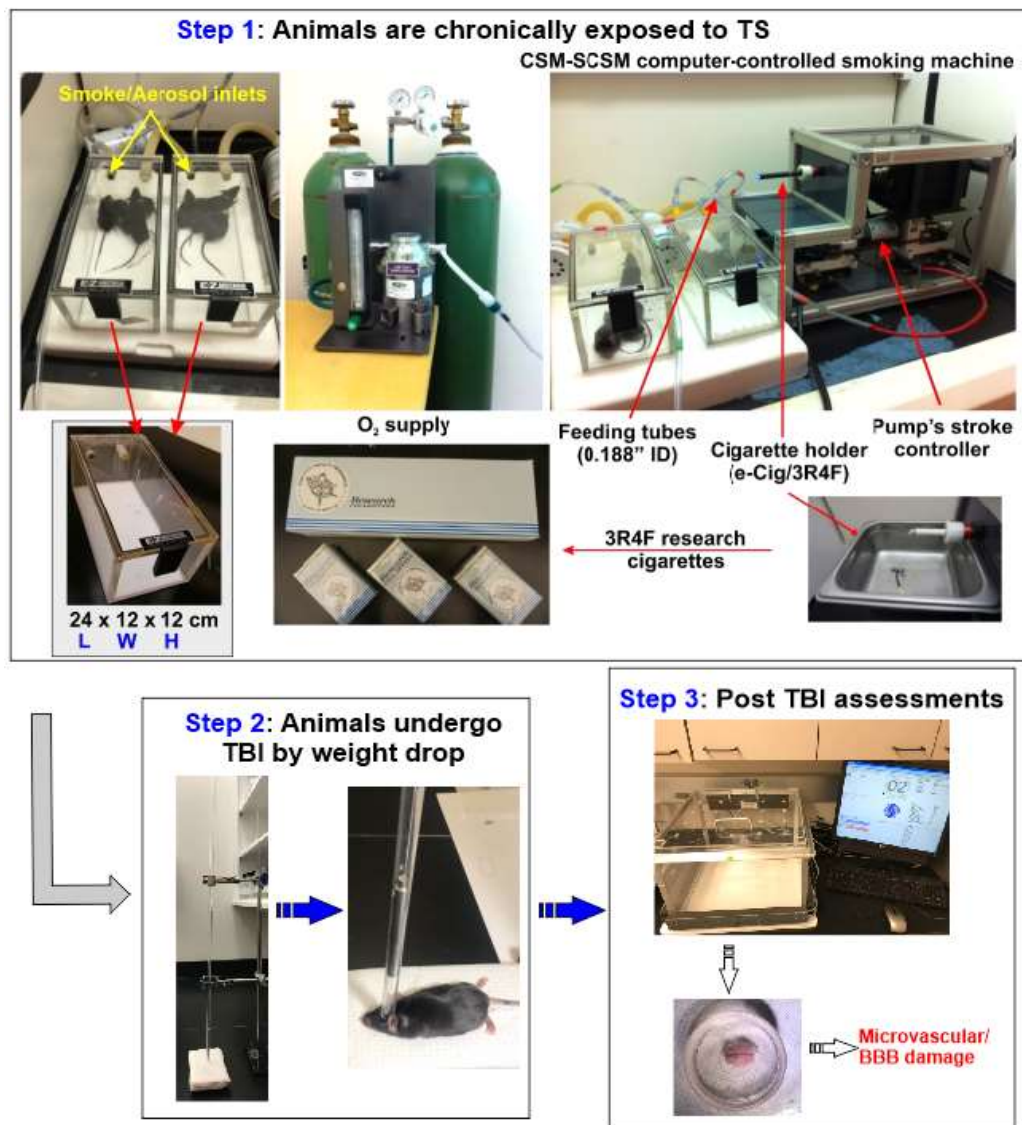 Step 1: Animals are chronically exposed to TS
CSM-SCSM computer-controlled smoking machine
Smoke/Aerosol inlets
O₂ supply
Feeding tubes
(0.188” ID)
Cigarette holder
(e-Cig/3R4F)
Pump's stroke
controller
Research
3R4F research
cigarettes
24 x 12 x 12 cm
L W H
Step 2: Animals undergo
TBI by weight drop
Step 3: Post TBI assessments
02
Microvascular/
BBB damage